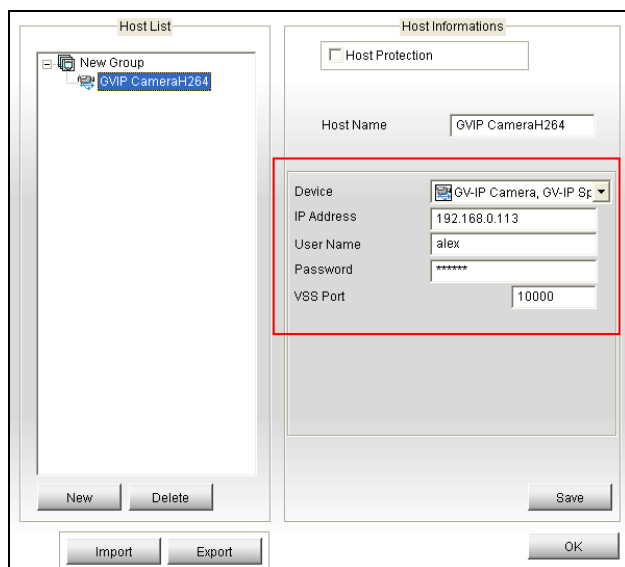 Host List
New Group
GVIP CameraH264
New
Delete
Import
Export
Host Informations
Host Protection
Host Name
GVIP CameraH264
Device
GV-IP Camera, GV-IP Sp
IP Address
192.168.0.113
User Name
alex
Password
******
VSS Port
10000
Save
OK